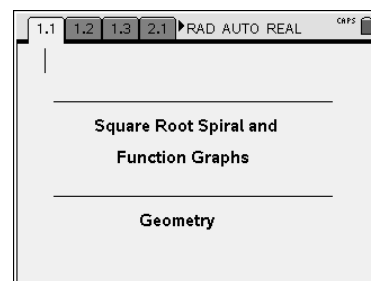 1.1 1.2 1.3 2.1 RAD AUTO REAL CAPS
Square Root Spiral and
Function Graphs
Geometry